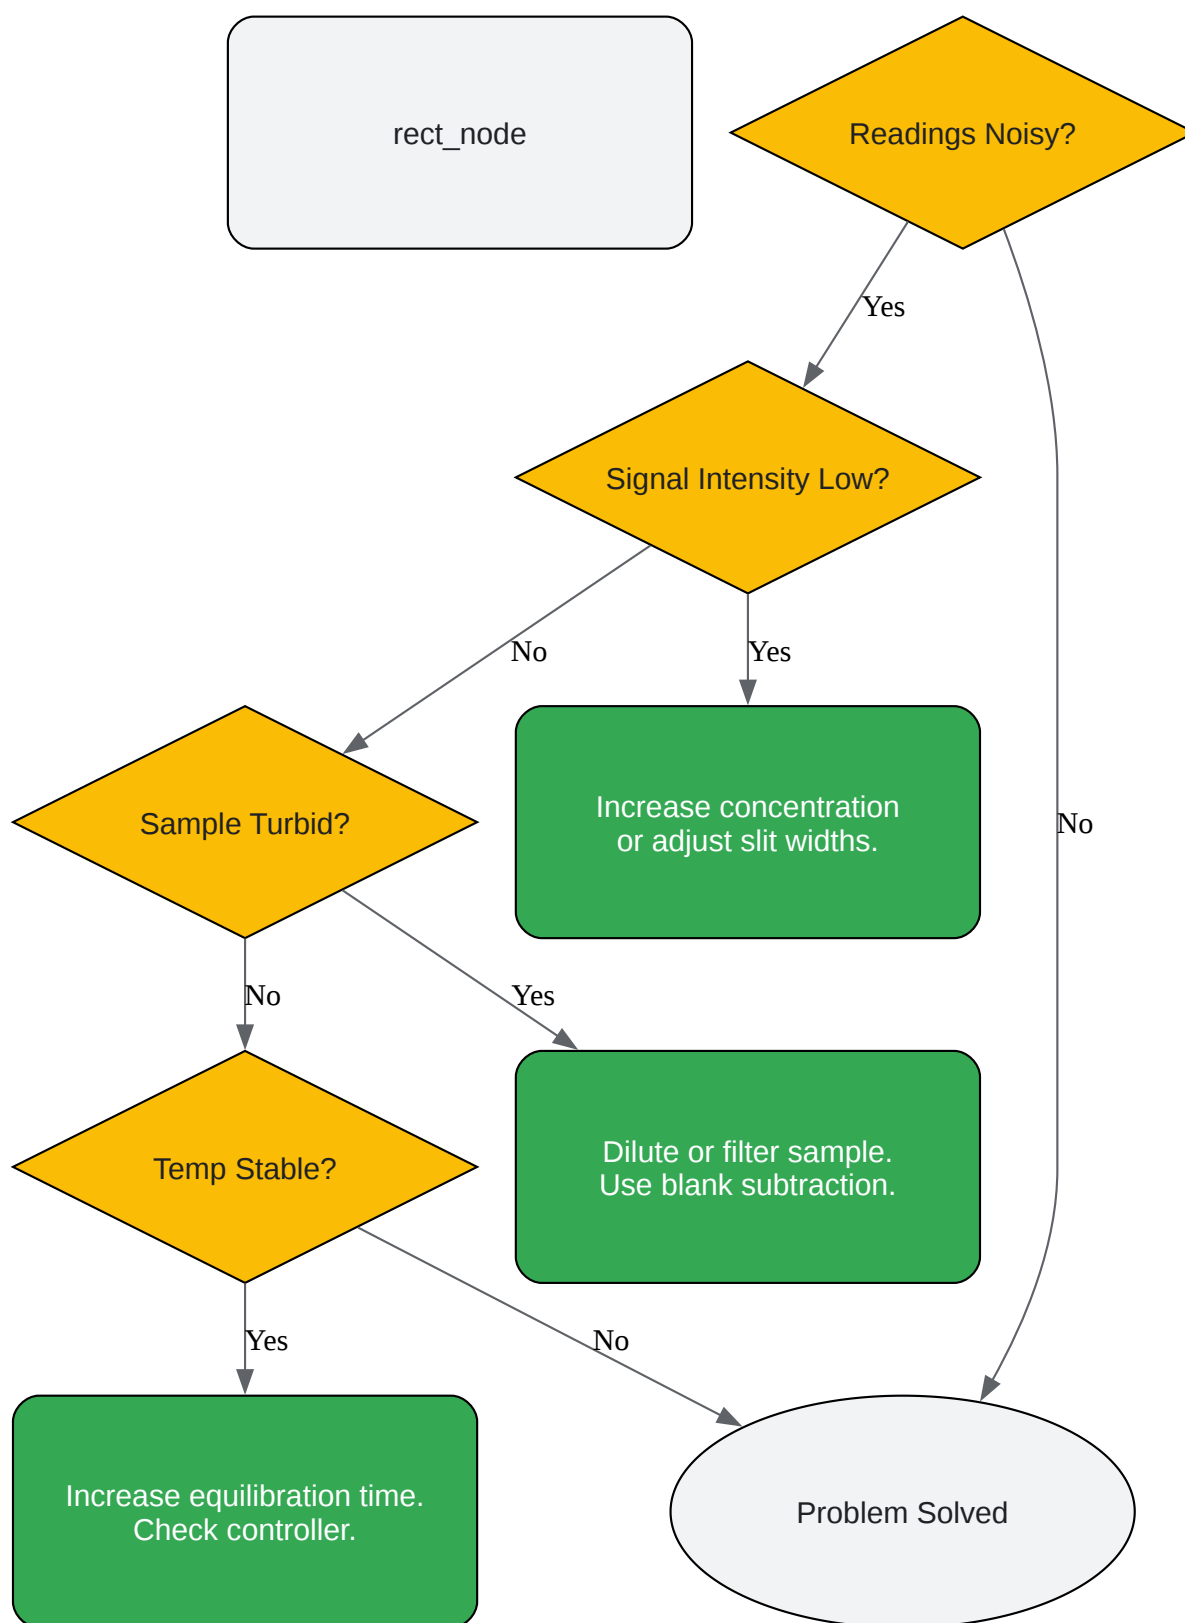 rect_node
Readings Noisy?
Yes
Signal Intensity Low?
No
Yes
Sample Turbid?
Increase concentration
or adjust slit widths.
No
No
Yes
Temp Stable?
Dilute or filter sample.
Use blank subtraction.
Yes
No
Increase equilibration time.
Check controller.
Problem Solved